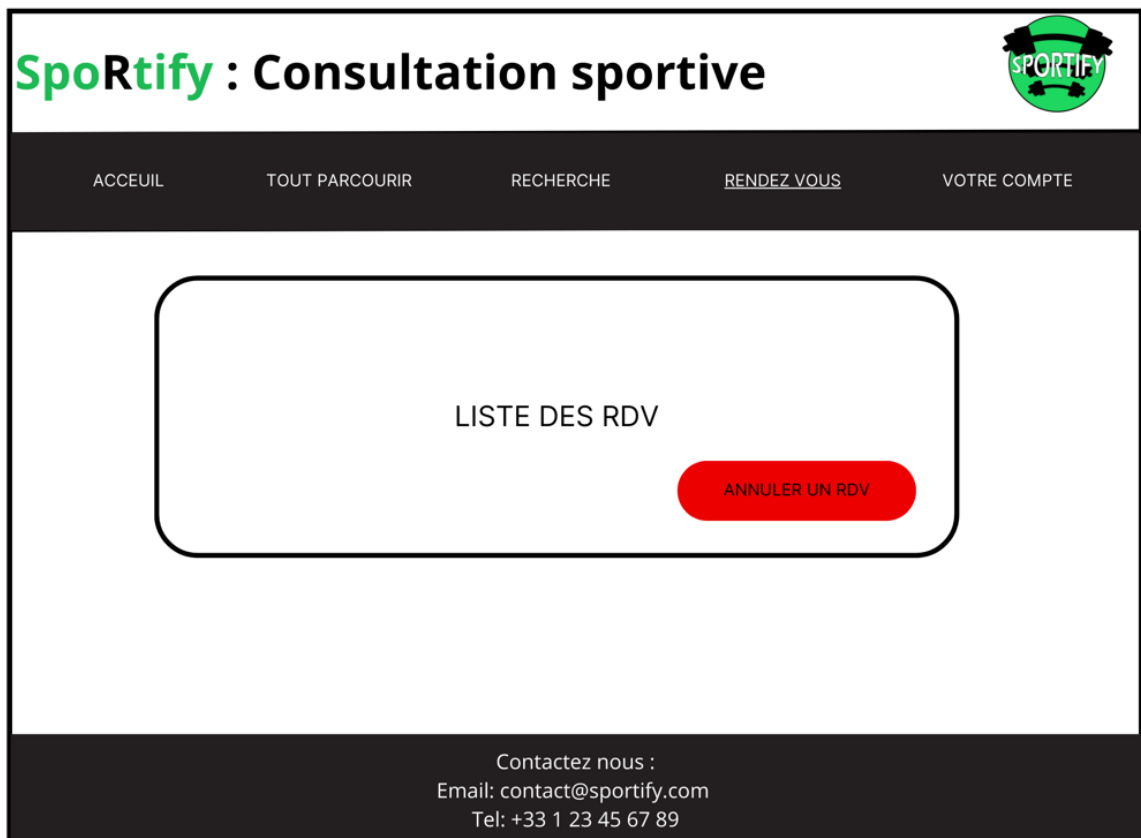 SpoRtify : Consultation sportive
SPORTIFY
ACCEUIL
TOUT PARCOURIR
RECHERCHE
RENDEZ VOUS
VOTRE COMPTE
LISTE DES RDV
ANNULER UN RDV
Contactez nous :
Email: contact@sportify.com
Tel: +33 1 23 45 67 89